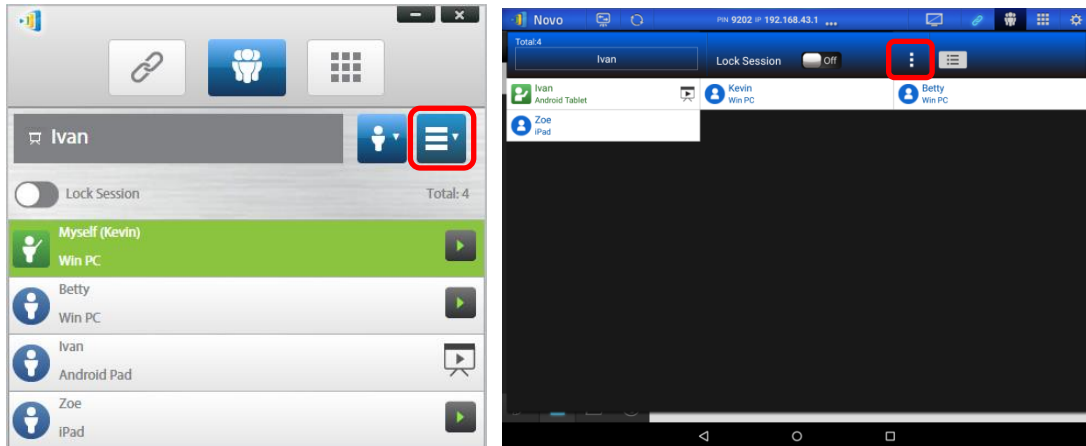 Ivan
Lock Session
Total: 4
Myself (Kevin)
Win PC
Betty
Win PC
Ivan
Android Pad
Zoe
iPad
Novo
PIN 9202 IP 192.168.43.1 ...
Total:4
Ivan
Lock Session
Off
Ivan
Android Tablet
Kevin
Win PC
Betty
Win PC
Zoe
iPad